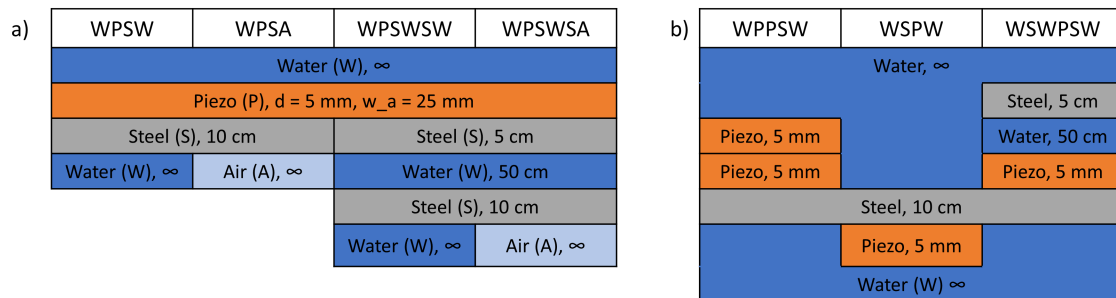 a)
WPSW WPSA WPSWSW WPSWSA
Water (W), ∞
Piezo (P), d = 5 mm, w_a = 25 mm
Steel (S), 10 cm Steel (S), 5 cm
Water (W), ∞ Air (A), ∞ Water (W), 50 cm
Steel (S), 10 cm
Water (W), ∞ Air (A), ∞
b)
WPPSW WSPW WSWPSW
Water, ∞
Steel, 5 cm
Piezo, 5 mm Water, 50 cm
Piezo, 5 mm Piezo, 5 mm
Steel, 10 cm
Piezo, 5 mm
Water (W) ∞